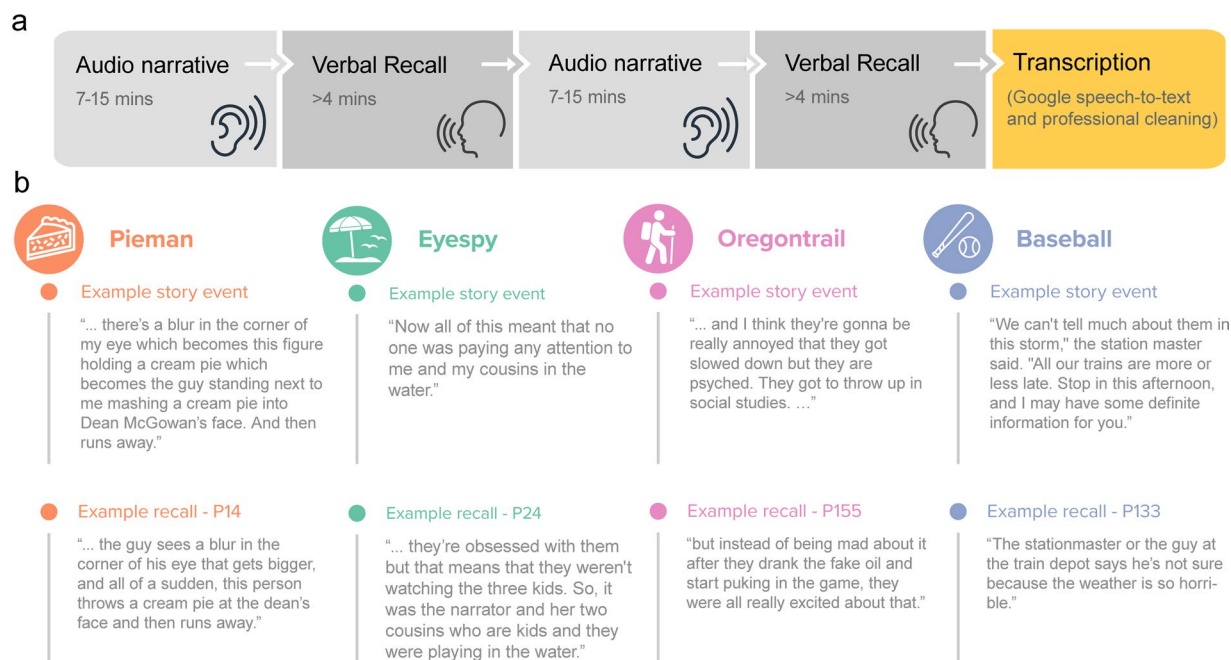 a
Audio narrative
7-15 mins
Verbal Recall
>4 mins
Audio narrative
7-15 mins
Verbal Recall
>4 mins
Transcription
(Google speech-to-text
and professional cleaning)
b
Pieman
Example story event
“... there’s a blur in the corner of
my eye which becomes this figure
holding a cream pie which
becomes the guy standing next to
me mashing a cream pie into
Dean McGowan’s face. And then
runs away.”
Example recall - P14
“... the guy sees a blur in the
corner of his eye that gets bigger,
and all of a sudden, this person
throws a cream pie at the dean’s
face and then runs away.”
Eyespy
Example story event
“Now all of this meant that no
one was paying any attention to
me and my cousins in the
water.”
Example recall - P24
“... they’re obsessed with them
but that means that they weren't
watching the three kids. So, it
was the narrator and her two
cousins who are kids and they
were playing in the water.”
Oregontrail
Example story event
“... and I think they're gonna be
really annoyed that they got
slowed down but they are
psyched. They got to throw up in
social studies. …”
Example recall - P155
“but instead of being mad about it
after they drank the fake oil and
start puking in the game, they
were all really excited about that.”
Baseball
Example story event
“We can't tell much about them in
this storm," the station master
said. "All our trains are more or
less late. Stop in this afternoon,
and I may have some definite
information for you.”
Example recall - P133
“The stationmaster or the guy at
the train depot says he’s not sure
because the weather is so horri-
ble.”